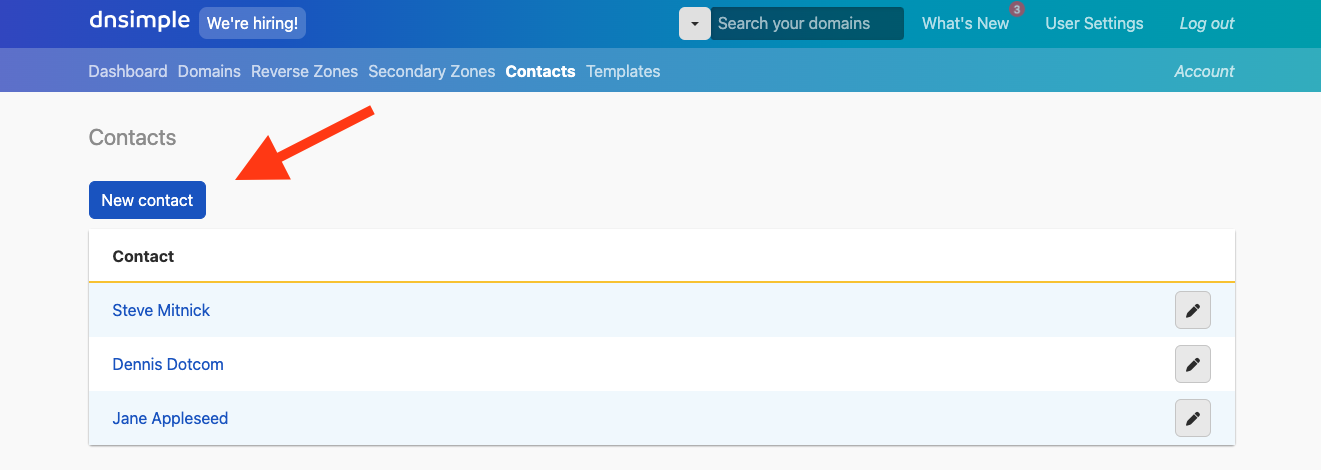 dnsimple We're hiring! Search your domains What's New 3 User Settings Log out
Dashboard Domains Reverse Zones Secondary Zones Contacts Templates Account
Contacts
New contact
Contact
Steve Mitnick
Dennis Dotcom
Jane Appleseed